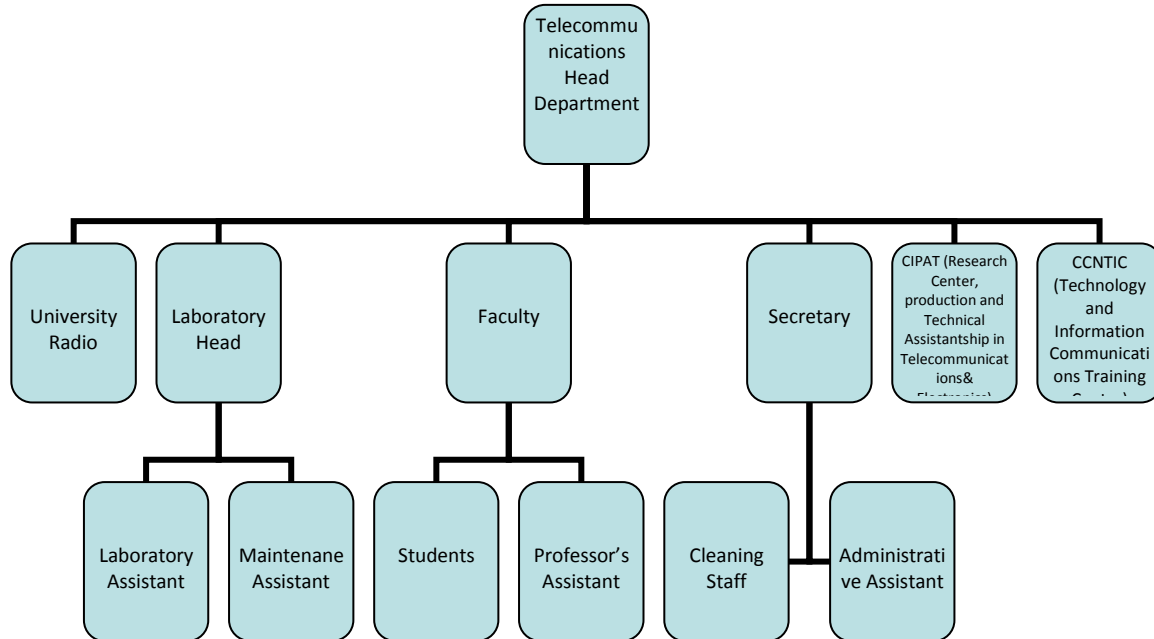 Telecommu
nications
Head
Department
University
Radio
Laboratory
Head
Faculty
Secretary
CIPAT (Research
Center,
production and
Technical
Assistantship in
Telecommunicat
ions&
Electronics)
CCNTIC
(Technology
and
Information
Communicati
ons Training
Center)
Laboratory
Assistant
Maintenane
Assistant
Students
Professor’s
Assistant
Cleaning
Staff
Administrati
ve Assistant